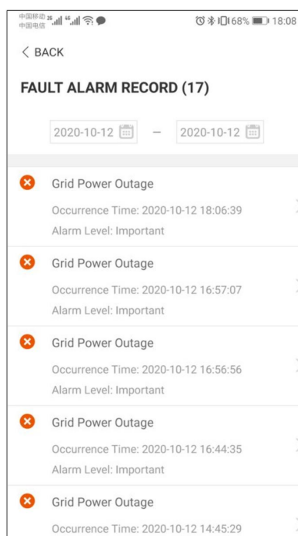 中国移动 26 46
中国电信
68% 18:08
< BACK
FAULT ALARM RECORD (17)
2020-10-12 – 2020-10-12
Grid Power Outage
Occurrence Time: 2020-10-12 18:06:39
Alarm Level: Important
Grid Power Outage
Occurrence Time: 2020-10-12 16:57:07
Alarm Level: Important
Grid Power Outage
Occurrence Time: 2020-10-12 16:56:56
Alarm Level: Important
Grid Power Outage
Occurrence Time: 2020-10-12 16:44:35
Alarm Level: Important
Grid Power Outage
Occurrence Time: 2020-10-12 14:45:29